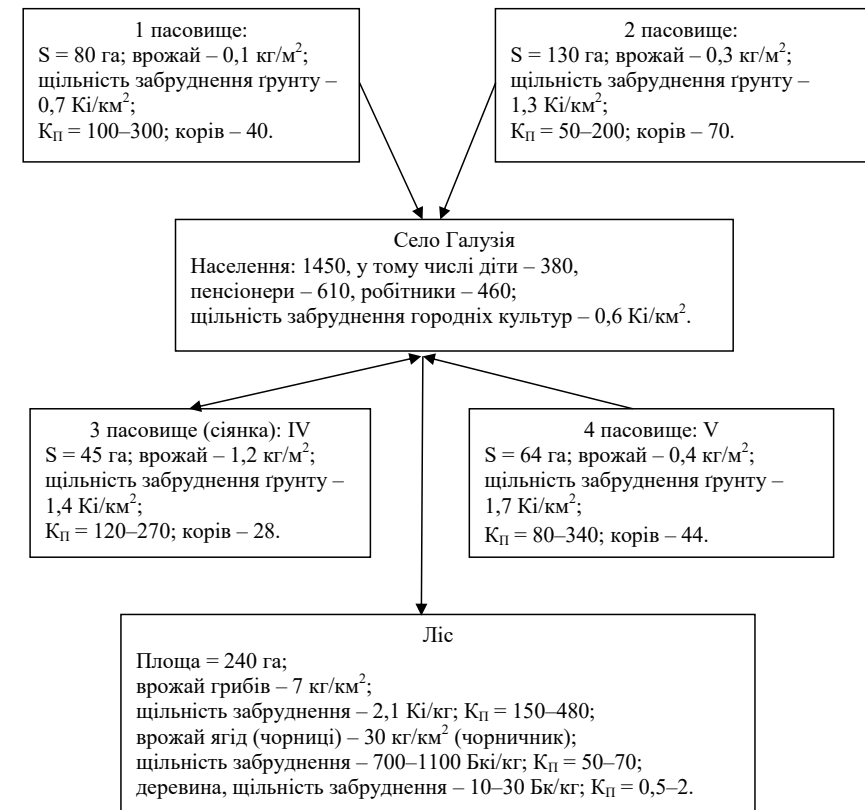 1 пасовище:
S = 80 га; врожай – 0,1 кг/м²;
щільність забруднення ґрунту –
0,7 Кі/км²;
К_П = 100–300; корів – 40.
2 пасовище:
S = 130 га; врожай – 0,3 кг/м²;
щільність забруднення ґрунту –
1,3 Кі/км²;
К_П = 50–200; корів – 70.
Село Галузія
Населення: 1450, у тому числі діти – 380,
пенсіонери – 610, робітники – 460;
щільність забруднення городніх культур – 0,6 Кі/км².
3 пасовище (сіянка): IV
S = 45 га; врожай – 1,2 кг/м²;
щільність забруднення ґрунту –
1,4 Кі/км²;
К_П = 120–270; корів – 28.
4 пасовище: V
S = 64 га; врожай – 0,4 кг/м²;
щільність забруднення ґрунту –
1,7 Кі/км²;
К_П = 80–340; корів – 44.
Ліс
Площа = 240 га;
врожай грибів – 7 кг/км²;
щільність забруднення – 2,1 Кі/кг; К_П = 150–480;
врожай ягід (чорниці) – 30 кг/км² (чорничник);
щільність забруднення – 700–1100 Бкі/кг; К_П = 50–70;
деревина, щільність забруднення – 10–30 Бк/кг; К_П = 0,5–2.